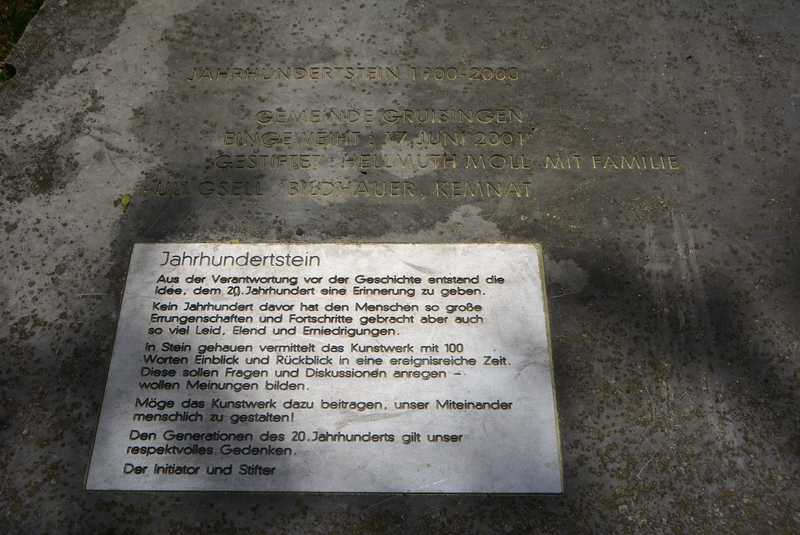 JAHRHUNDERTSTEIN 1900-2000
GEMEINDE GRUIBINGEN
EINGEWEIHT : 17. JUNI 2001
GESTIFTET : HELLMUTH MOLL MIT FAMILIE
ULI GSELL BILDHAUER, KEMNAT
Jahrhundertstein
Aus der Verantwortung vor der Geschichte entstand die
Idee, dem 20.Jahrhundert eine Erinnerung zu geben.
Kein Jahrhundert davor hat den Menschen so große
Errungenschaften und Fortschritte gebracht aber auch
so viel Leid, Elend und Erniedrigungen.
In Stein gehauen vermittelt das Kunstwerk mit 100
Worten Einblick und Rückblick in eine ereignisreiche Zeit.
Diese sollen Fragen und Diskussionen anregen –
wollen Meinungen bilden.
Möge das Kunstwerk dazu beitragen, unser Miteinander
menschlich zu gestalten!
Den Generationen des 20.Jahrhunderts gilt unser
respektvolles Gedenken.
Der Initiator und Stifter